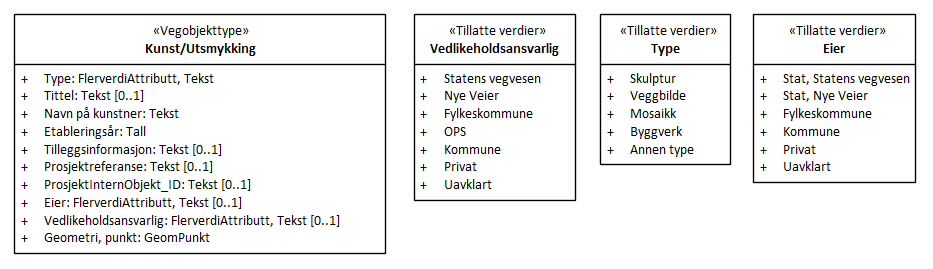 «Vegobjekttype»
Kunst/Utsmykking
+ Type: FlerverdiAttributt, Tekst
+ Tittel: Tekst [0..1]
+ Navn på kunstner: Tekst
+ Etableringsår: Tall
+ Tilleggsinformasjon: Tekst [0..1]
+ Prosjektreferanse: Tekst [0..1]
+ ProsjektInternObjekt_ID: Tekst [0..1]
+ Eier: FlerverdiAttributt, Tekst [0..1]
+ Vedlikeholdsansvarlig: FlerverdiAttributt, Tekst [0..1]
+ Geometri, punkt: GeomPunkt
«Tillatte verdier»
Vedlikeholdsansvarlig
+ Statens vegvesen
+ Nye Veier
+ Fylkeskommune
+ OPS
+ Kommune
+ Privat
+ Uavklart
«Tillatte verdier»
Type
+ Skulptur
+ Veggbilde
+ Mosaikk
+ Byggverk
+ Annen type
«Tillatte verdier»
Eier
+ Stat, Statens vegvesen
+ Stat, Nye Veier
+ Fylkeskommune
+ Kommune
+ Privat
+ Uavklart